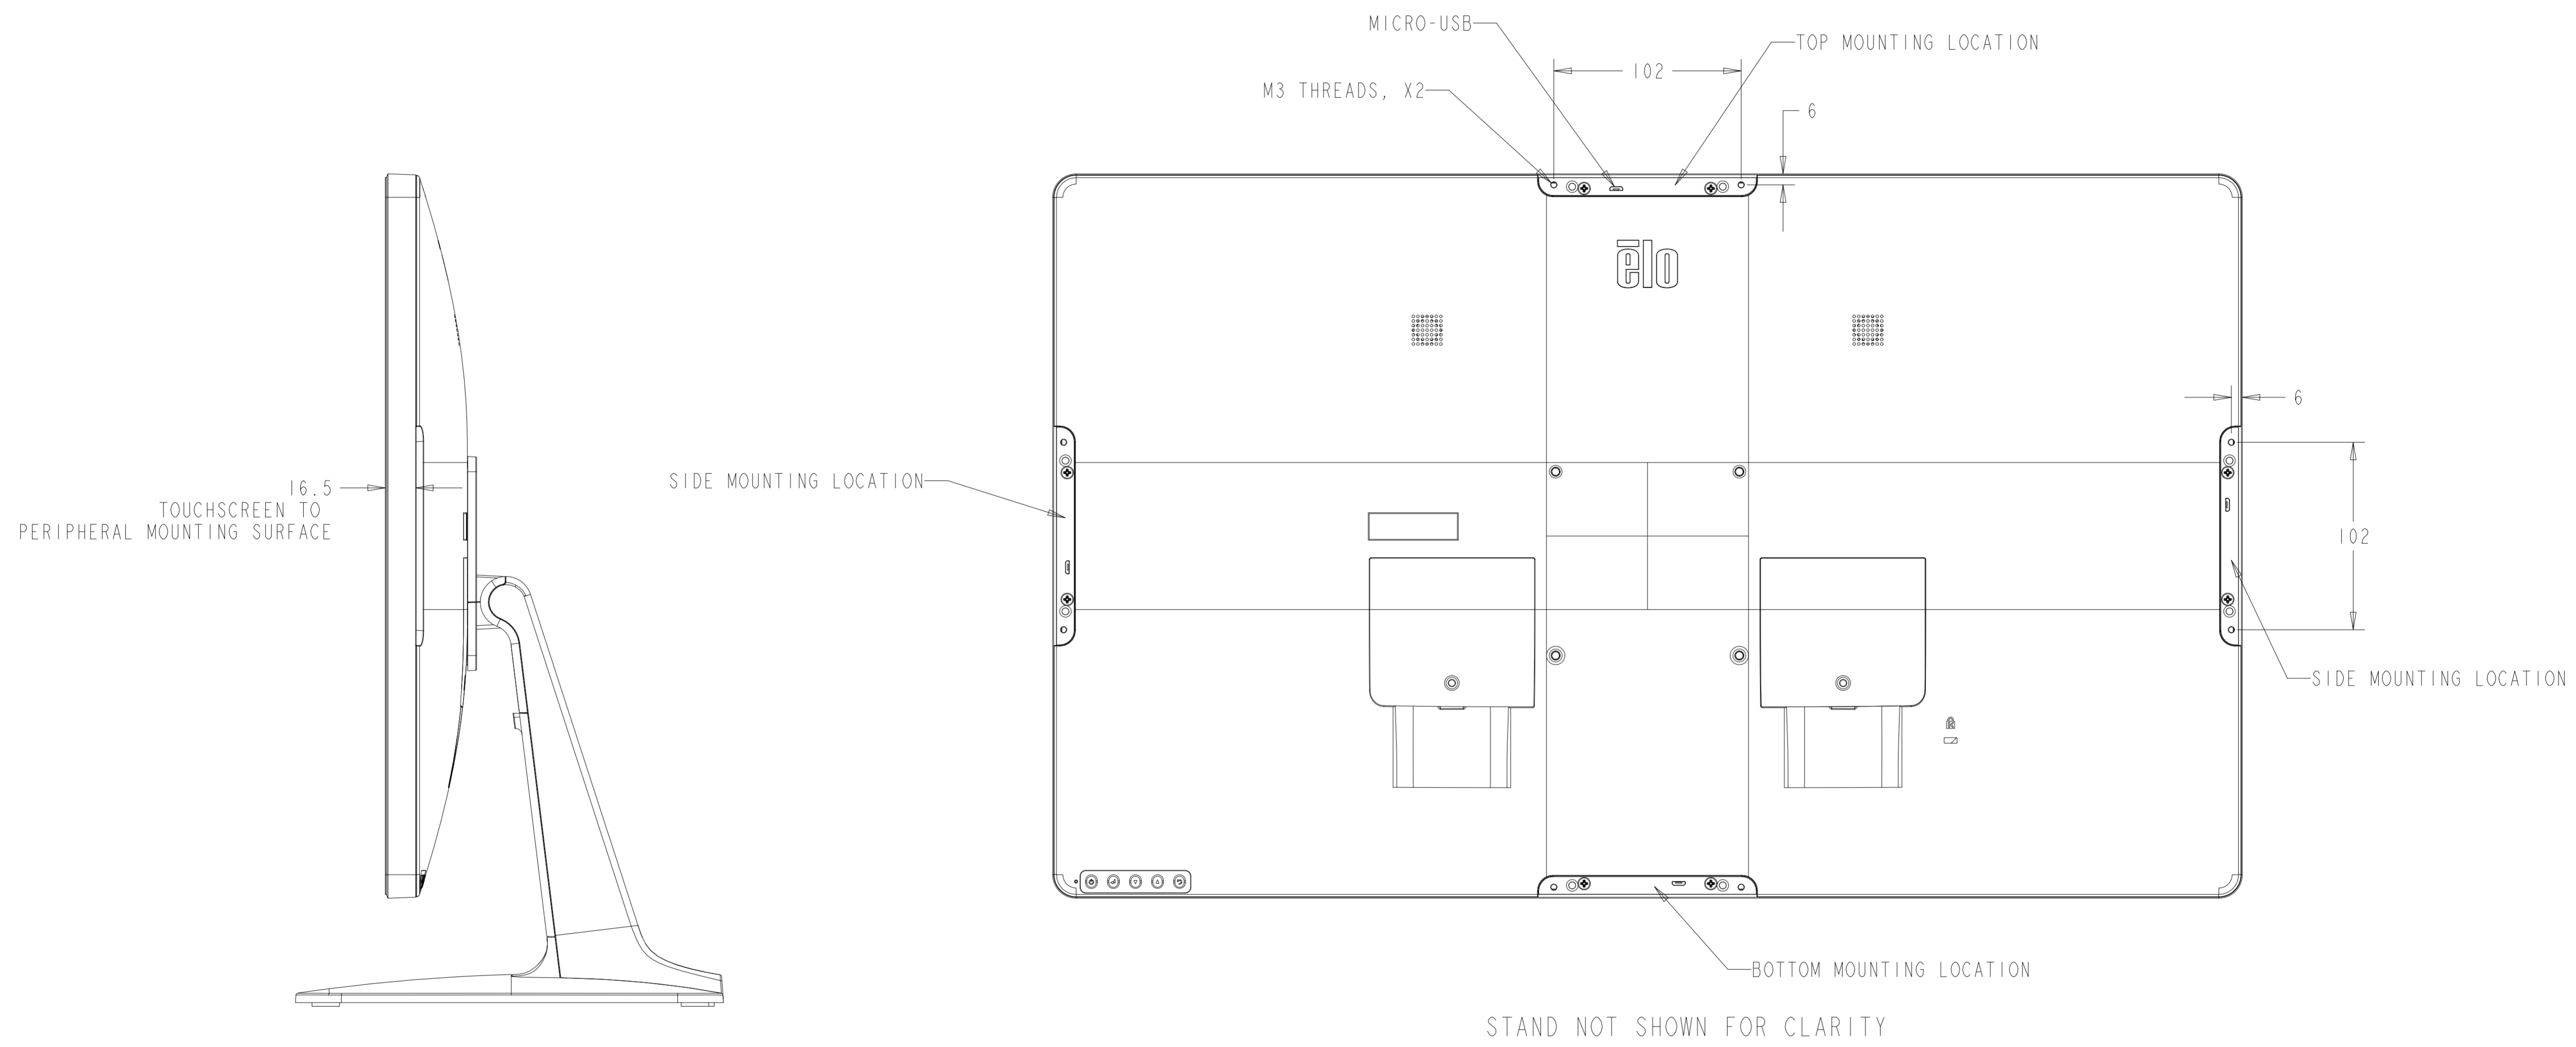 MICRO-USB
TOP MOUNTING LOCATION
102
M3 THREADS, X2
6
ēlo
6
SIDE MOUNTING LOCATION
16.5
TOUCHSCREEN TO
PERIPHERAL MOUNTING SURFACE
102
SIDE MOUNTING LOCATION
BOTTOM MOUNTING LOCATION
STAND NOT SHOWN FOR CLARITY